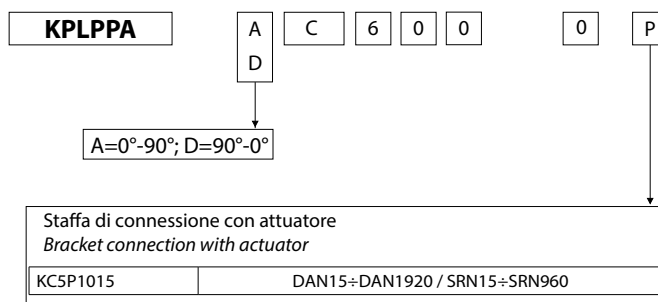 KPLPPA A C 6 0 0 0 P
D
A=0°-90°; D=90°-0°
Staffa di connessione con attuatore
Bracket connection with actuator
KC5P1015 DAN15÷DAN1920 / SRN15÷SRN960